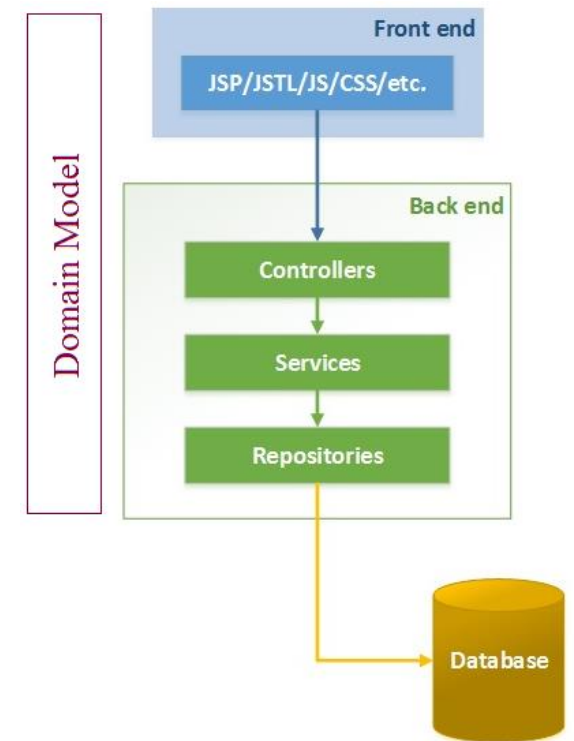 Domain Model
Front end
JSP/JSTL/JS/CSS/etc.
Back end
Controllers
Services
Repositories
Database